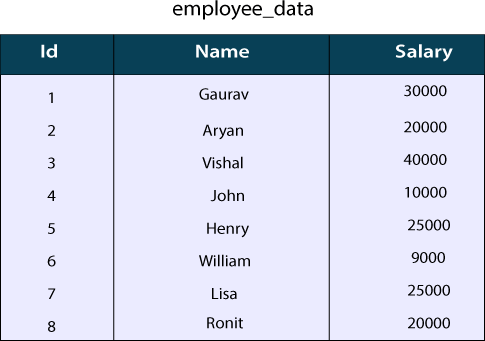 employee_data
Id Name Salary
1 Gaurav 30000
2 Aryan 20000
3 Vishal 40000
4 John 10000
5 Henry 25000
6 William 9000
7 Lisa 25000
8 Ronit 20000